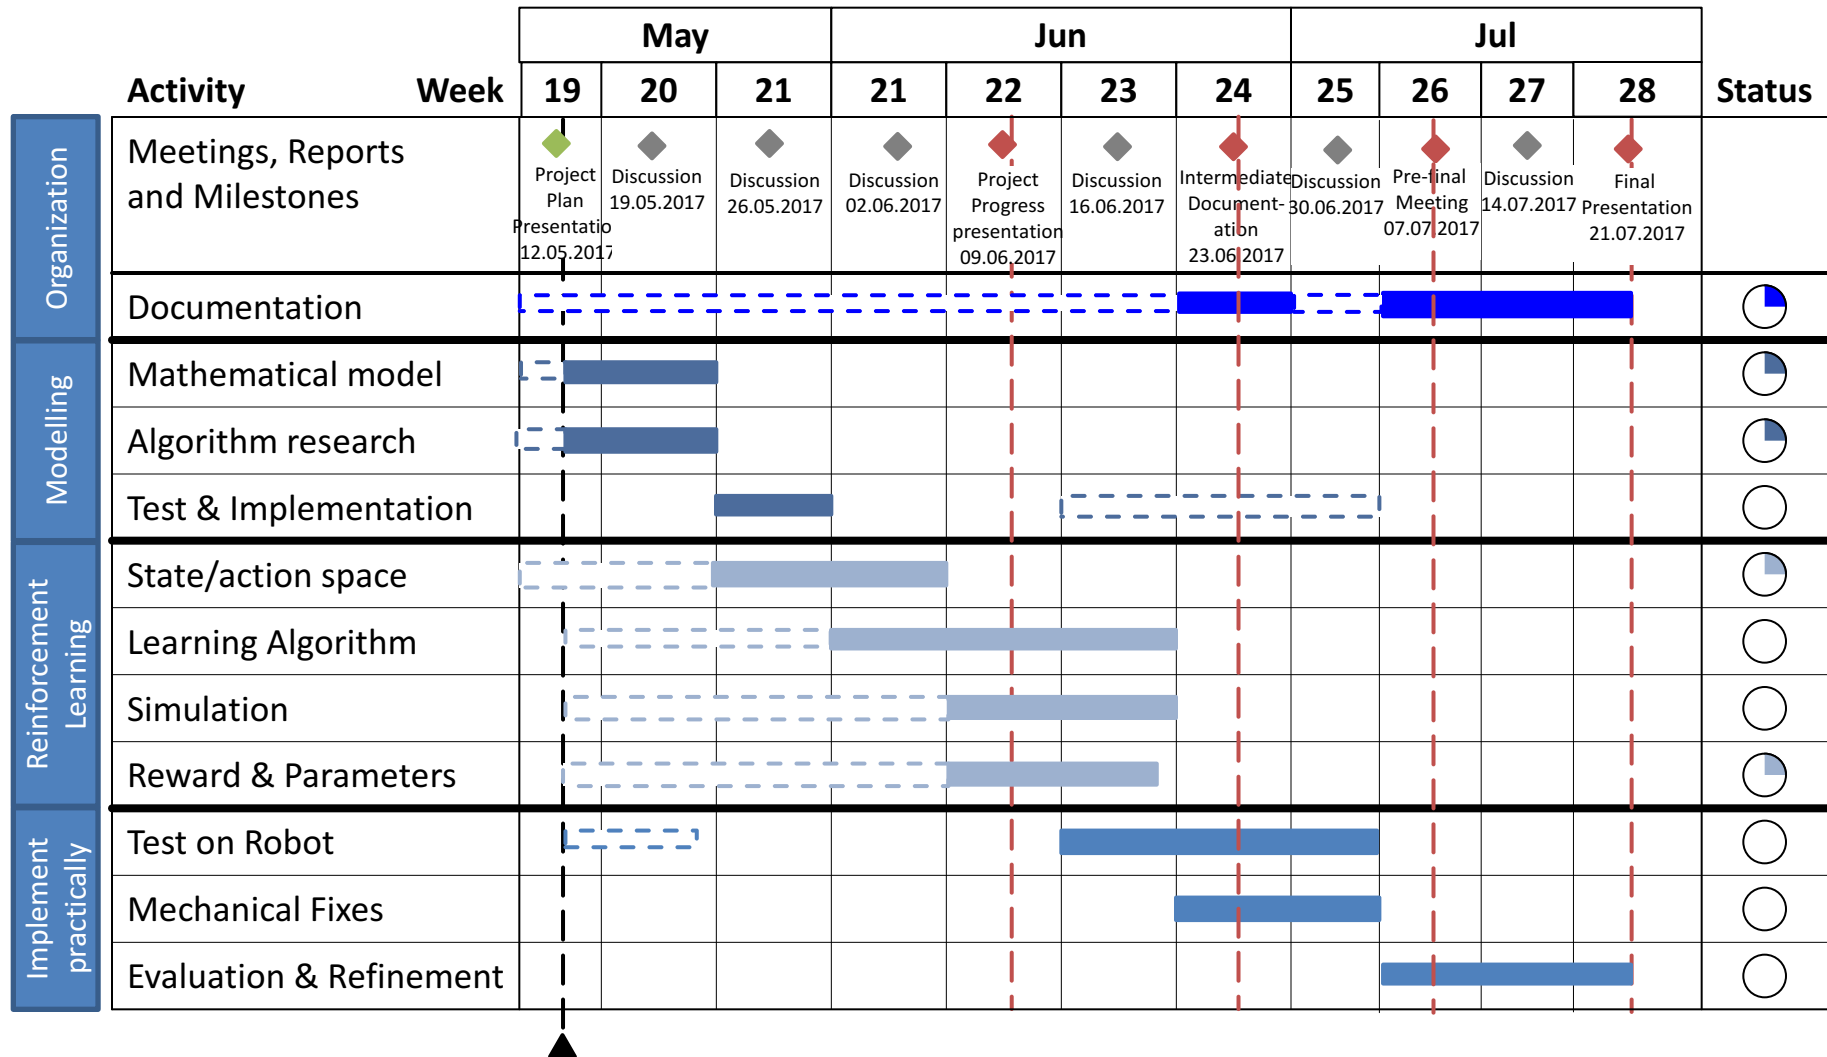 May Jun Jul
Activity Week 19 20 21 21 22 23 24 25 26 27 28 Status
Organization
Meetings, Reports
and Milestones
Project
Plan
Presentatio
12.05.2017
Discussion
19.05.2017
Discussion
26.05.2017
Discussion
02.06.2017
Project
Progress
presentation
09.06.2017
Discussion
16.06.2017
Intermediate
Document-
ation
23.06.2017
Discussion
30.06.2017
Pre-final
Meeting
07.07.2017
Discussion
14.07.2017
Final
Presentation
21.07.2017
Documentation
Modelling
Mathematical model
Algorithm research
Test & Implementation
Reinforcement
Learning
State/action space
Learning Algorithm
Simulation
Reward & Parameters
Implement
practically
Test on Robot
Mechanical Fixes
Evaluation & Refinement